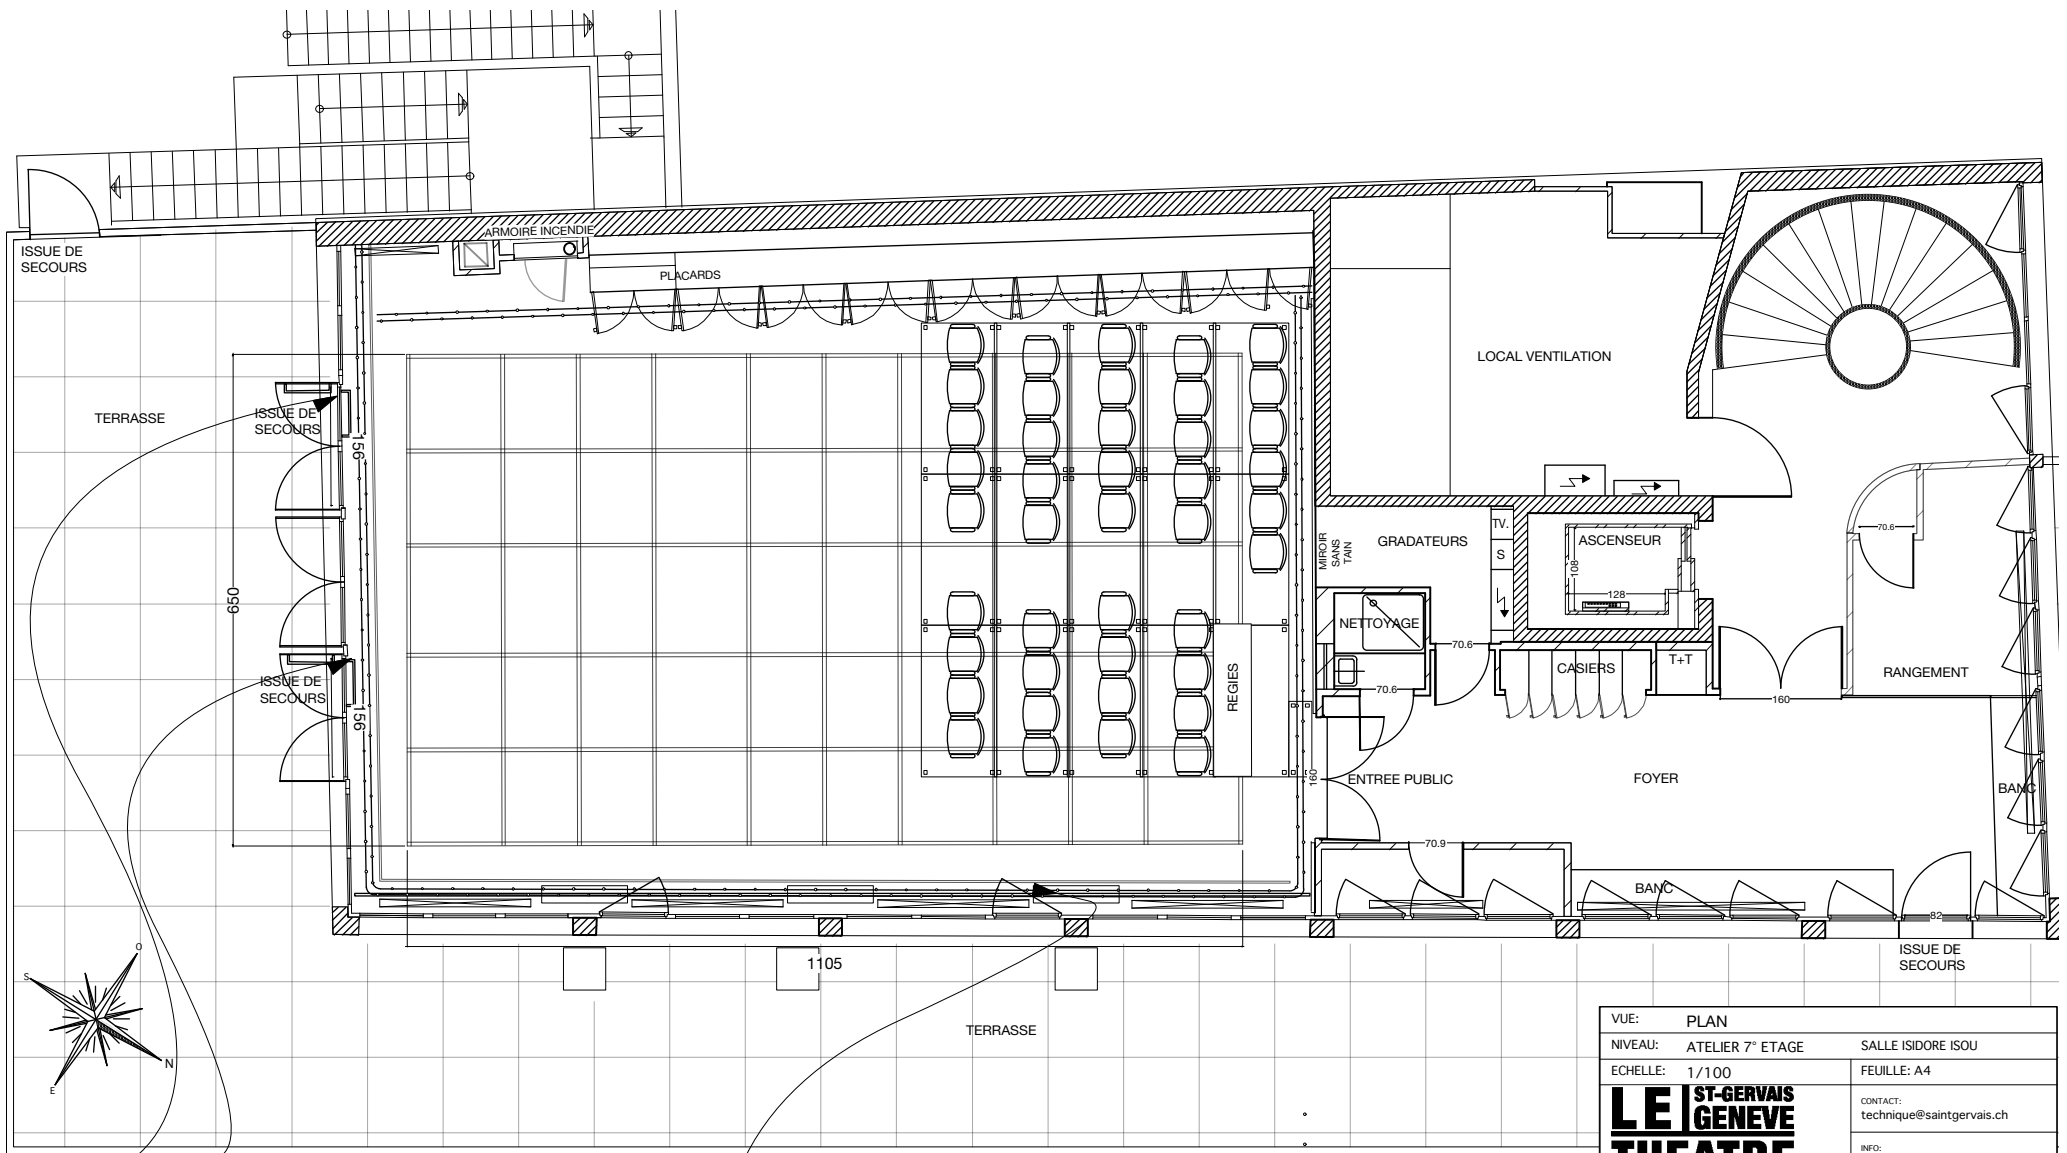 ISSUE DE
SECOURS
ARMOIRE INCENDIE
PLACARDS
TERRASSE
ISSUE DE
SECOURS
156
650
ISSUE DE
SECOURS
156
LOCAL VENTILATION
MIROIR
SANS
TAIN
GRADATEURS
TV.
S
ASCENSEUR
108
128
70.6
NETTOYAGE
70.6
70.6
CASIERS
T+T
RANGEMENT
160
REGIES
160
ENTREE PUBLIC
FOYER
BANC
70.9
BANC
82
ISSUE DE
SECOURS
1105
TERRASSE
O
S
N
E
VUE: PLAN
NIVEAU: ATELIER 7° ETAGE SALLE ISIDORE ISOU
ECHELLE: 1/100 FEUILLE: A4
LE ST-GERVAIS
GENEVE
THEATRE
CONTACT:
technique@saintgervais.ch
INFO: